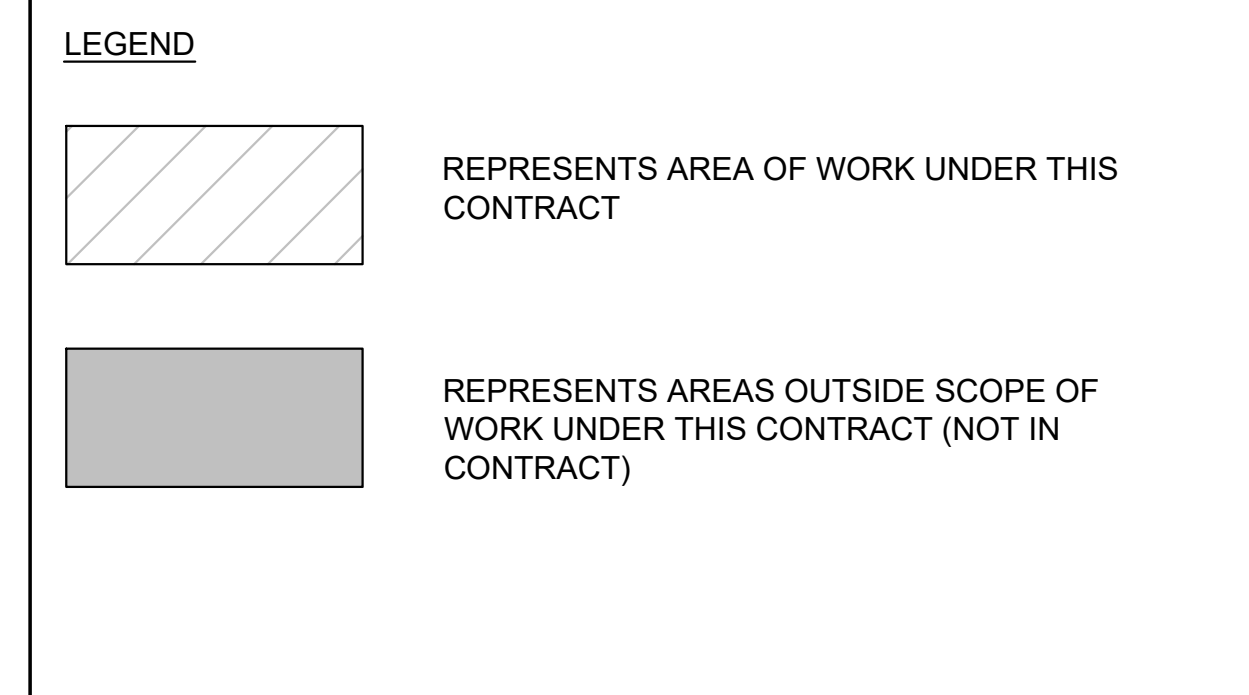 LEGEND
REPRESENTS AREA OF WORK UNDER THIS
CONTRACT
REPRESENTS AREAS OUTSIDE SCOPE OF
WORK UNDER THIS CONTRACT (NOT IN
CONTRACT)